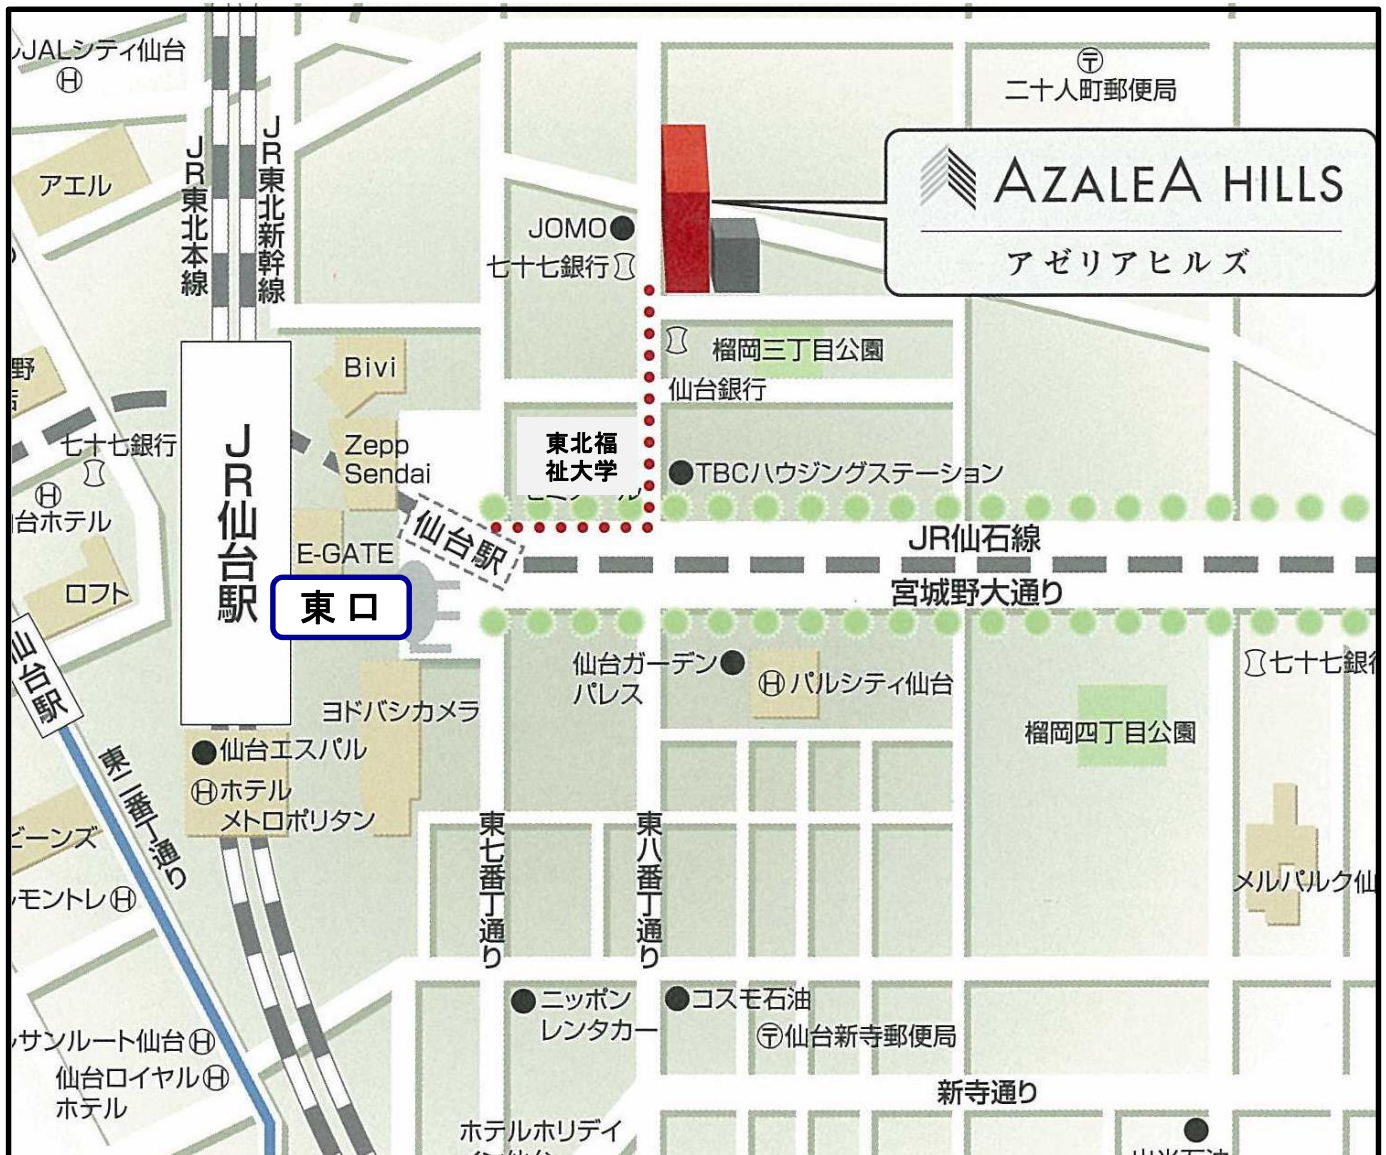 JALシティ仙台
二十人町郵便局
アエル
JR東北本線
JR東北新幹線
AZALEA HILLS
アゼリアヒルズ
JOMO
七十七銀行
Bivi
榴岡三丁目公園
仙台銀行
野
七十七銀行
Zepp
Sendai
東北福
祉大学
TBCハウジングステーション
JR仙台駅
台ホテル
仙台駅
E-GATE
JR仙石線
宮城野大通り
ロフト
東口
仙台駅
仙台ガーデン
パレス
パルシティ仙台
七十七銀行
ヨドバシカメラ
榴岡四丁目公園
仙台エスパル
ホテル
メトロポリタン
東二番丁通り
ビーンズ
東七番丁通り
東八番丁通り
モントレ
メルパルク仙
ニッポン
レンタカー
コスモ石油
仙台新寺郵便局
サンルート仙台
仙台ロイヤル
ホテル
新寺通り
ホテルホリデイ